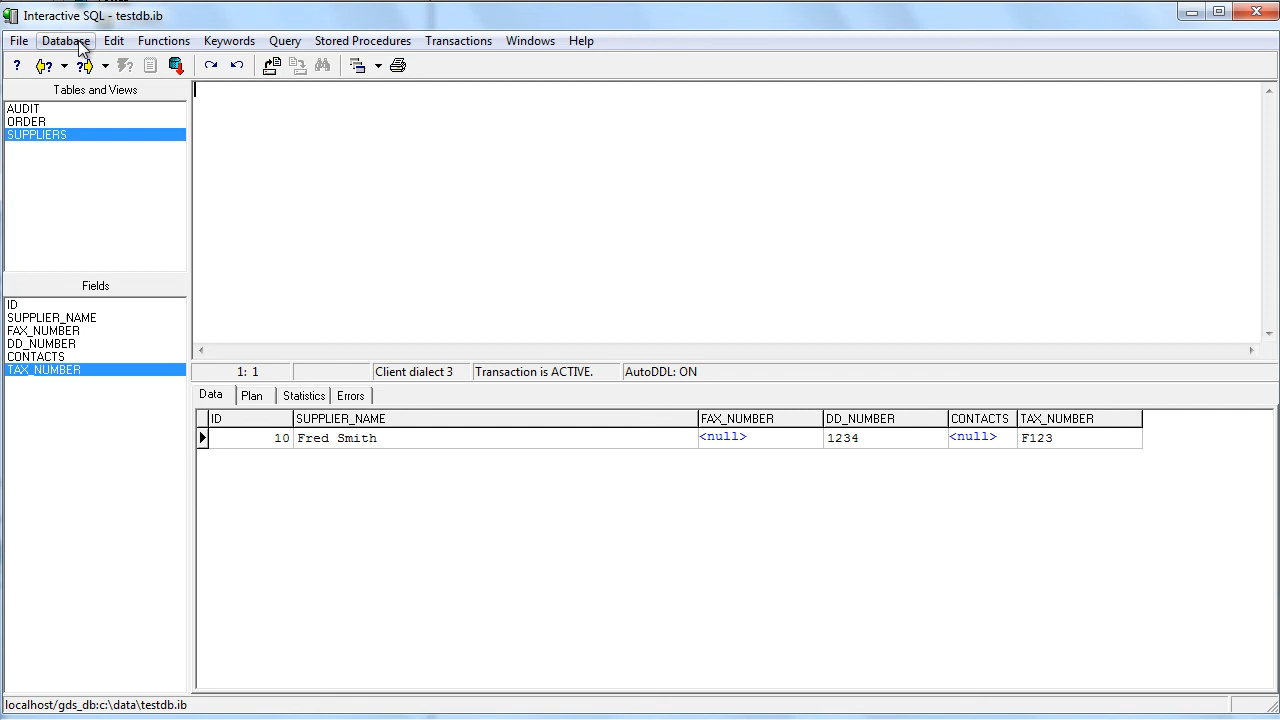 Interactive SQL - testdb.ib
File Database Edit Functions Keywords Query Stored Procedures Transactions Windows Help
Tables and Views
AUDIT
ORDER
SUPPLIERS
Fields
ID
SUPPLIER_NAME
FAX_NUMBER
DD_NUMBER
CONTACTS
TAX_NUMBER
1: 1 Client dialect 3 Transaction is ACTIVE. AutoDDL: ON
Data Plan Statistics Errors
ID SUPPLIER_NAME FAX_NUMBER DD_NUMBER CONTACTS TAX_NUMBER
10 Fred Smith <null> 1234 <null> F123
localhost/gds_db:c:\data\testdb.ib